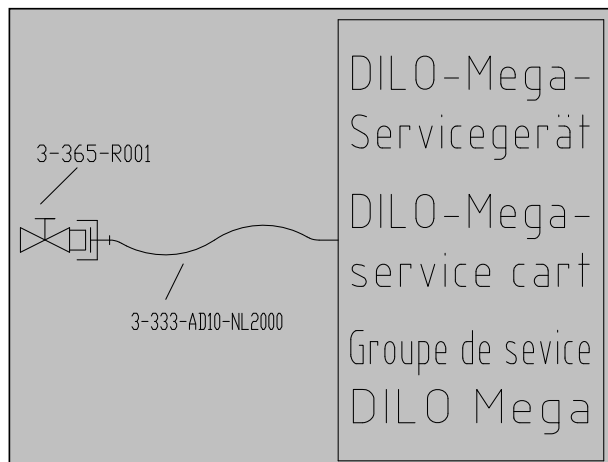 3-365-R001
3-333-AD10-NL2000
DILO-Mega-
Servicegerät
DILO-Mega-
service cart
Groupe de sevice
DILO Mega